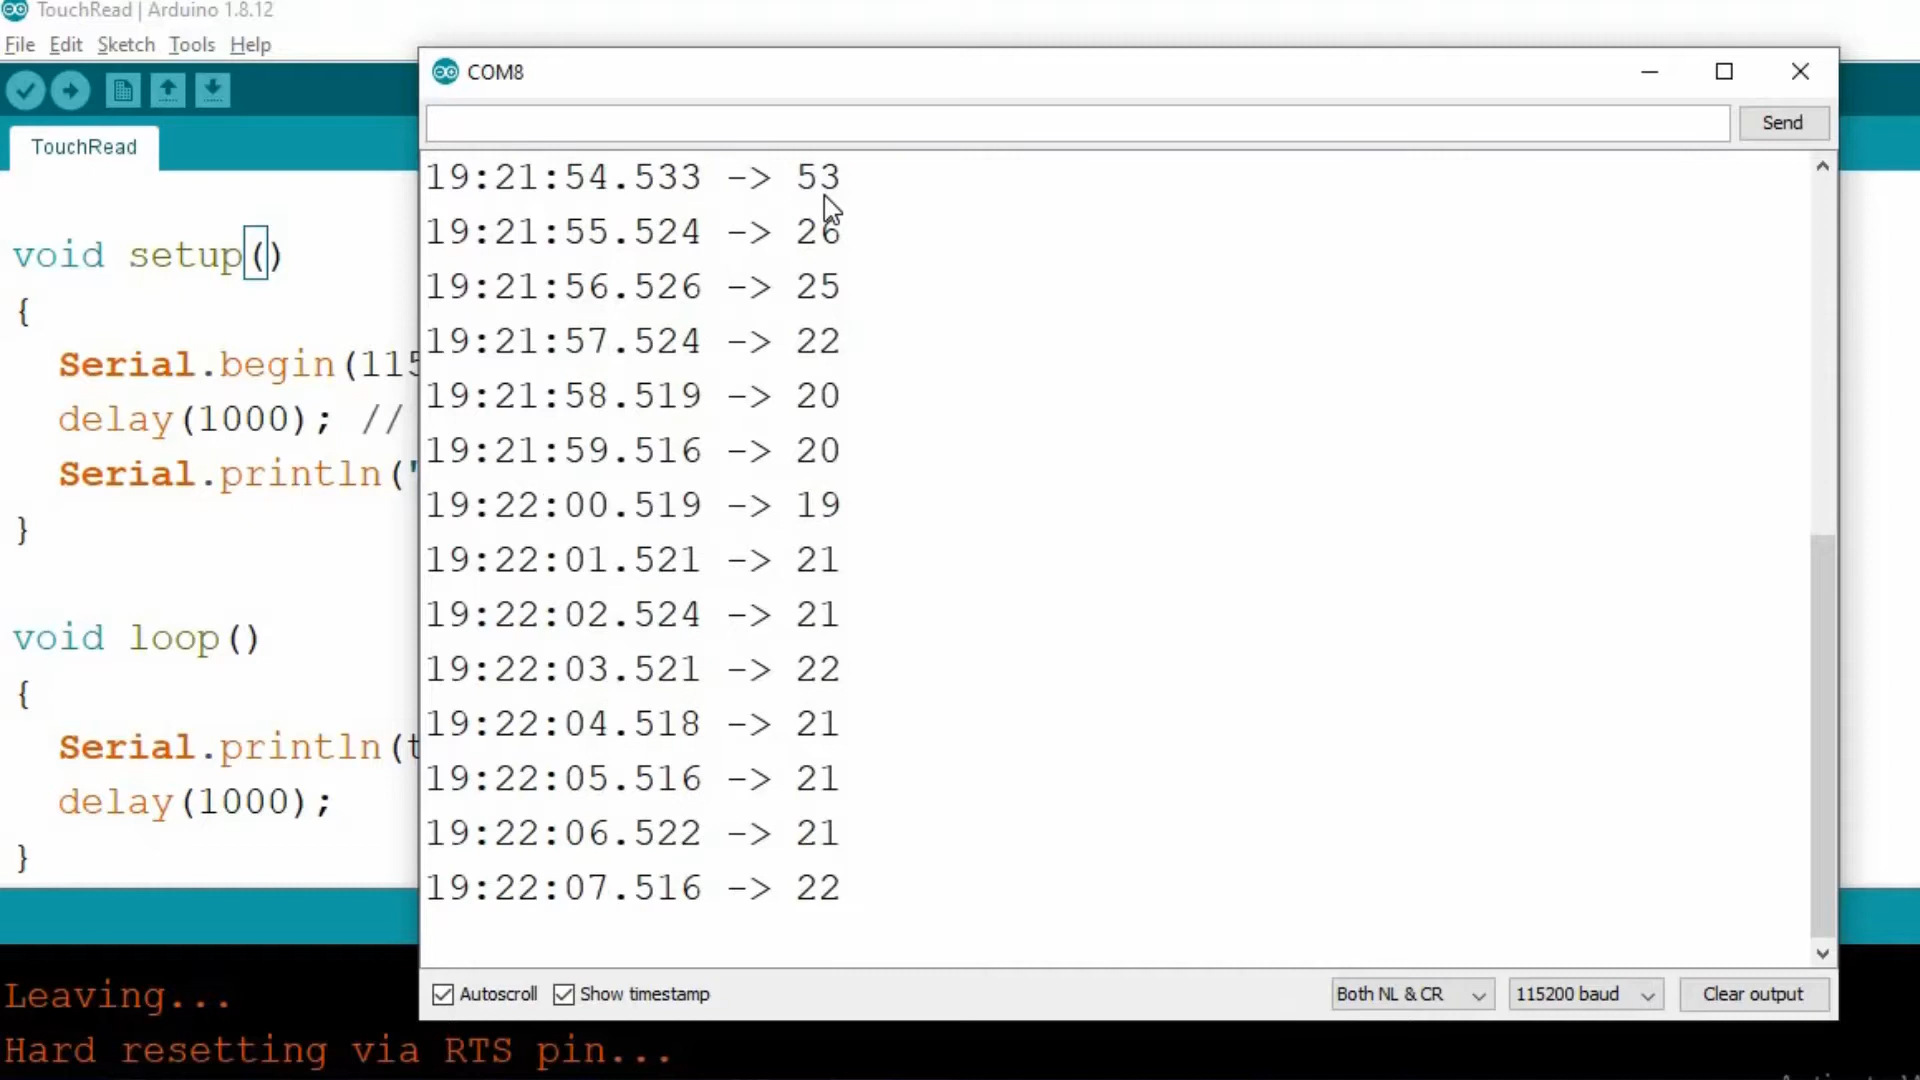 TouchRead | Arduino 1.8.12
File Edit Sketch Tools Help
TouchRead
void setup()
{
Serial.begin(115
delay(1000); //
Serial.println("
}
void loop()
{
Serial.println(t
delay(1000);
}
COM8
Send
19:21:54.533 -> 53
19:21:55.524 -> 26
19:21:56.526 -> 25
19:21:57.524 -> 22
19:21:58.519 -> 20
19:21:59.516 -> 20
19:22:00.519 -> 19
19:22:01.521 -> 21
19:22:02.524 -> 21
19:22:03.521 -> 22
19:22:04.518 -> 21
19:22:05.516 -> 21
19:22:06.522 -> 21
19:22:07.516 -> 22
Autoscroll Show timestamp Both NL & CR 115200 baud Clear output
Leaving...
Hard resetting via RTS pin...